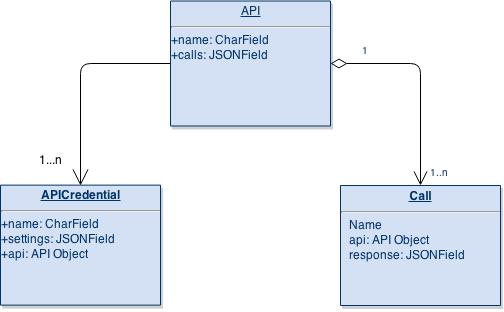 API
+name: CharField
+calls: JSONField
1
1...n
1..n
APICredential
+name: CharField
+settings: JSONField
+api: API Object
Call
Name
api: API Object
response: JSONField